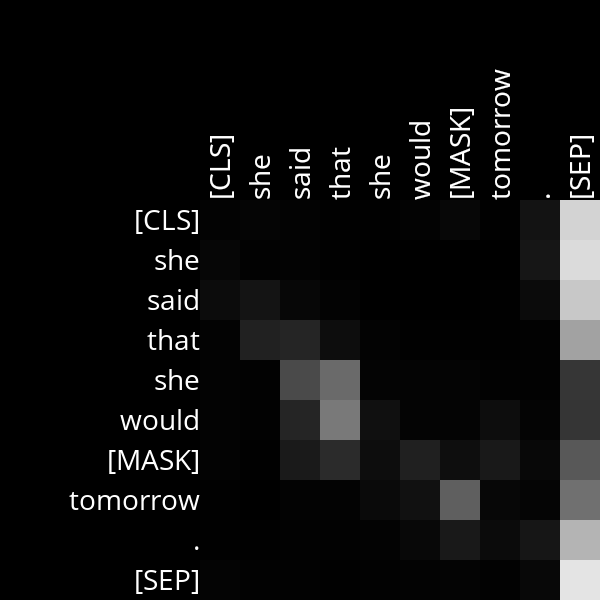 [CLS] she said that she would [MASK] tomorrow . [SEP]
[CLS]
she
said
that
she
would
[MASK]
tomorrow
.
[SEP]